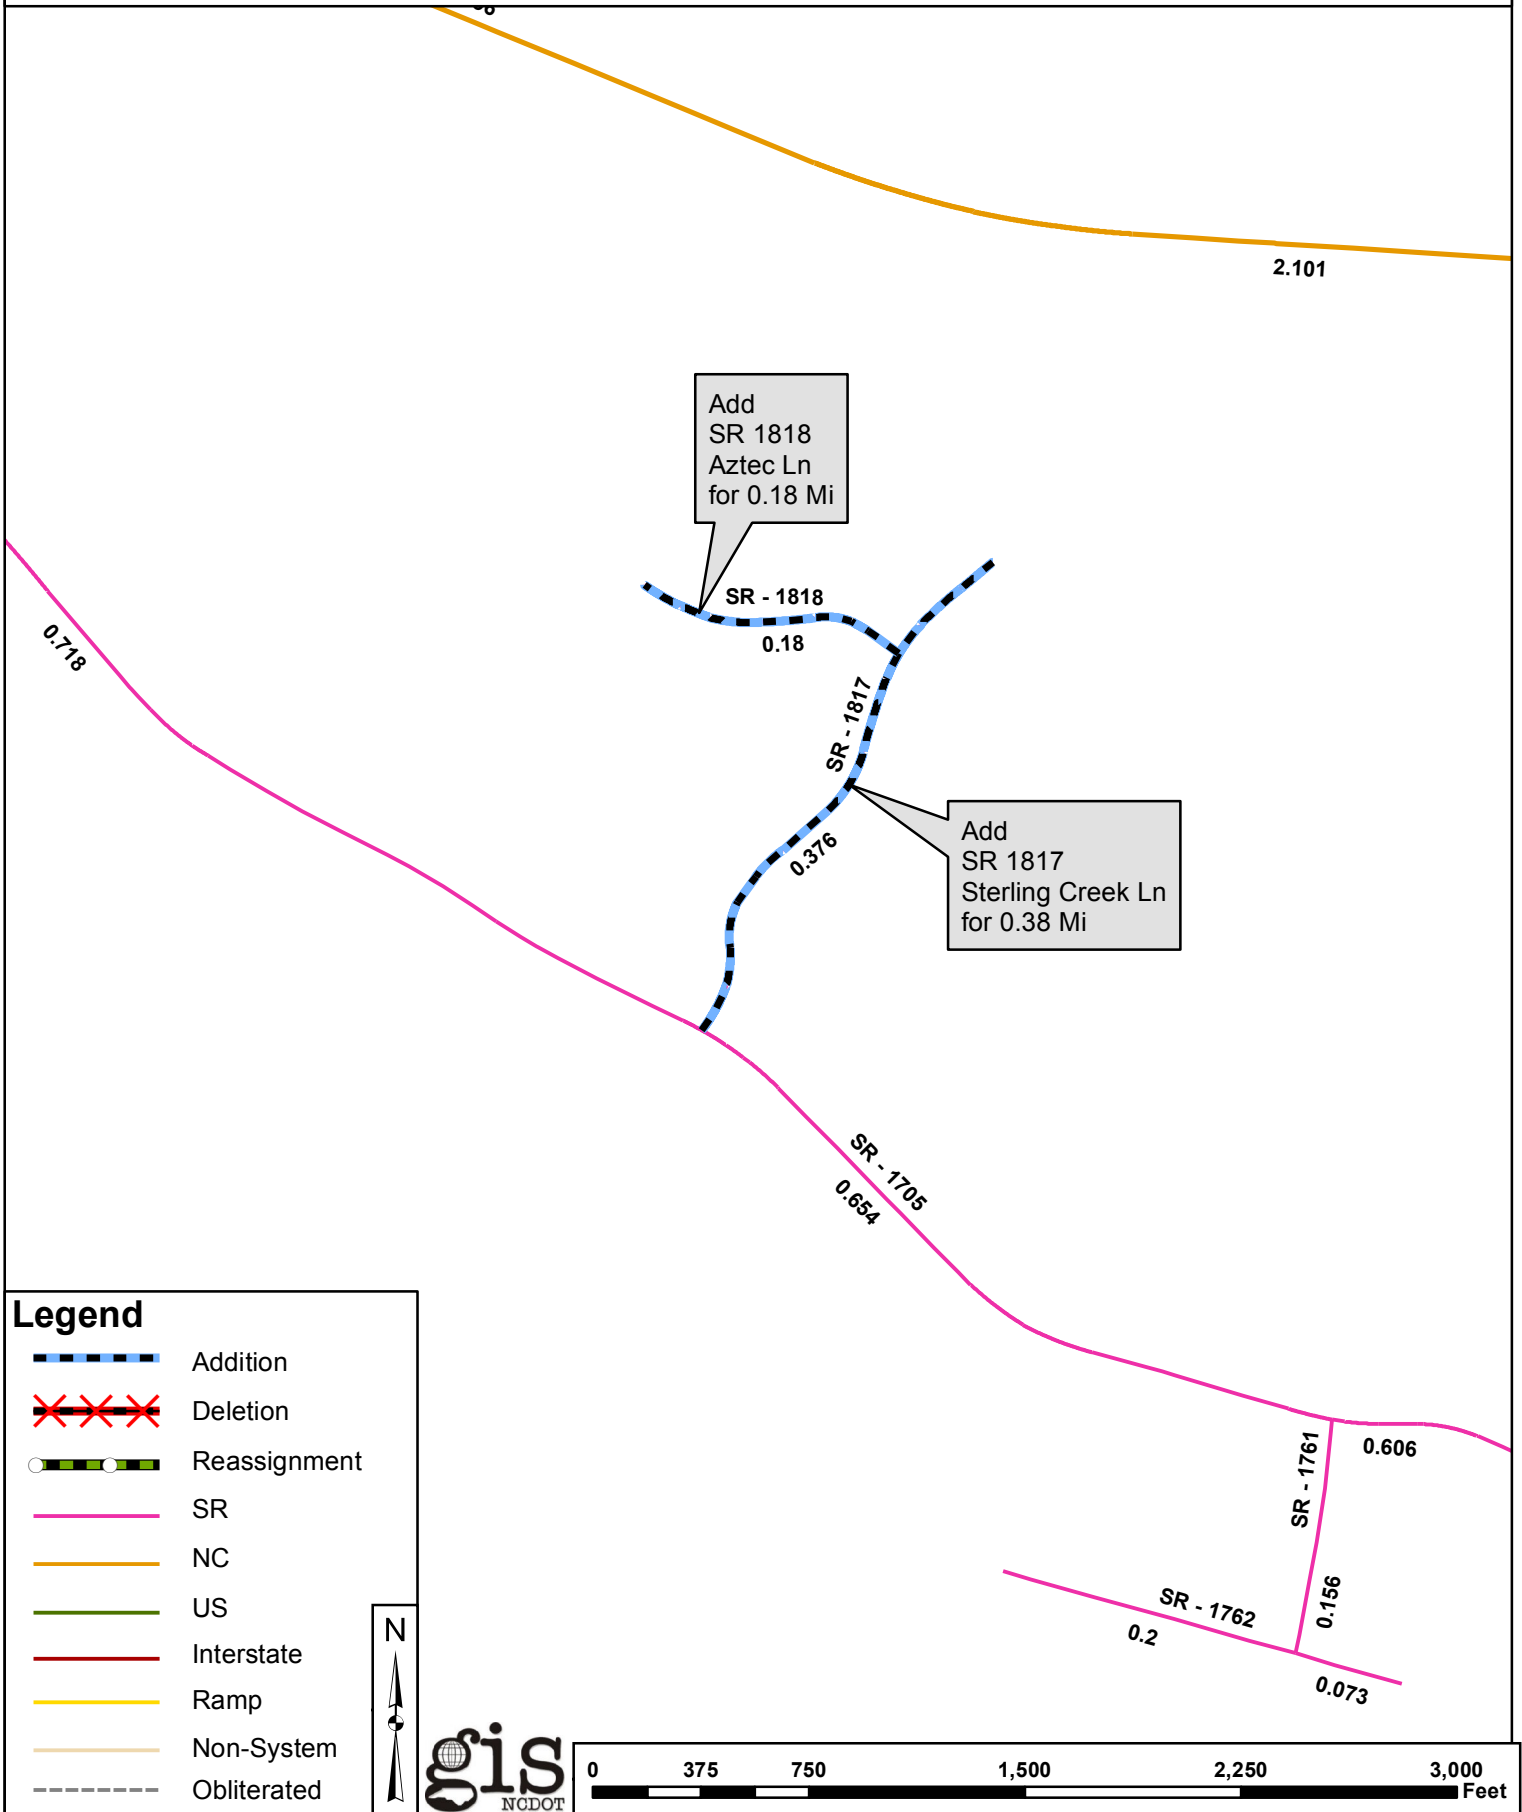 2.101
Add
SR 1818
Aztec Ln
for 0.18 Mi
SR - 1818
0.18
0.718
SR - 1817
0.376
Add
SR 1817
Sterling Creek Ln
for 0.38 Mi
SR - 1705
0.654
SR - 1761
0.606
0.156
SR - 1762
0.2
0.073
Legend
Addition
Deletion
Reassignment
SR
NC
US
Interstate
Ramp
Non-System
Obliterated
N
gis
NCDOT
0 375 750 1,500 2,250 3,000
Feet